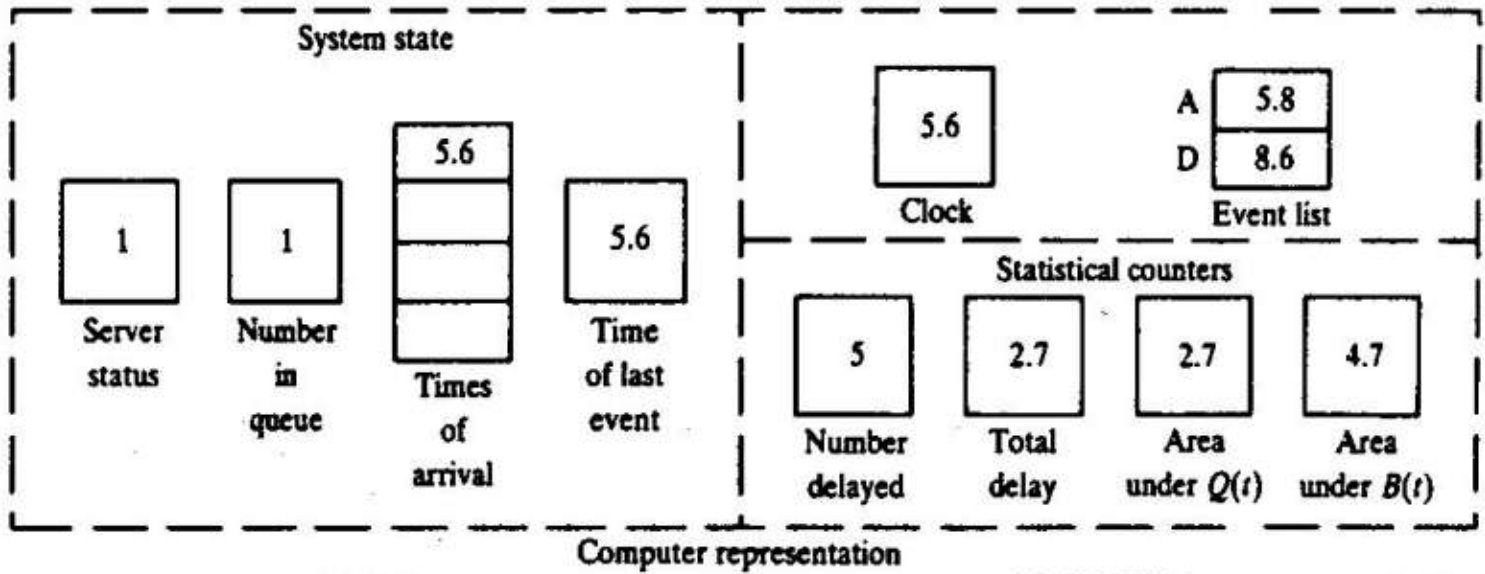 System state
1
Server
status
1
Number
in
queue
5.6
Times
of
arrival
5.6
Time
of last
event
5.6
Clock
A 5.8
D 8.6
Event list
Statistical counters
5
Number
delayed
2.7
Total
delay
2.7
Area
under Q(t)
4.7
Area
under B(t)
Computer representation